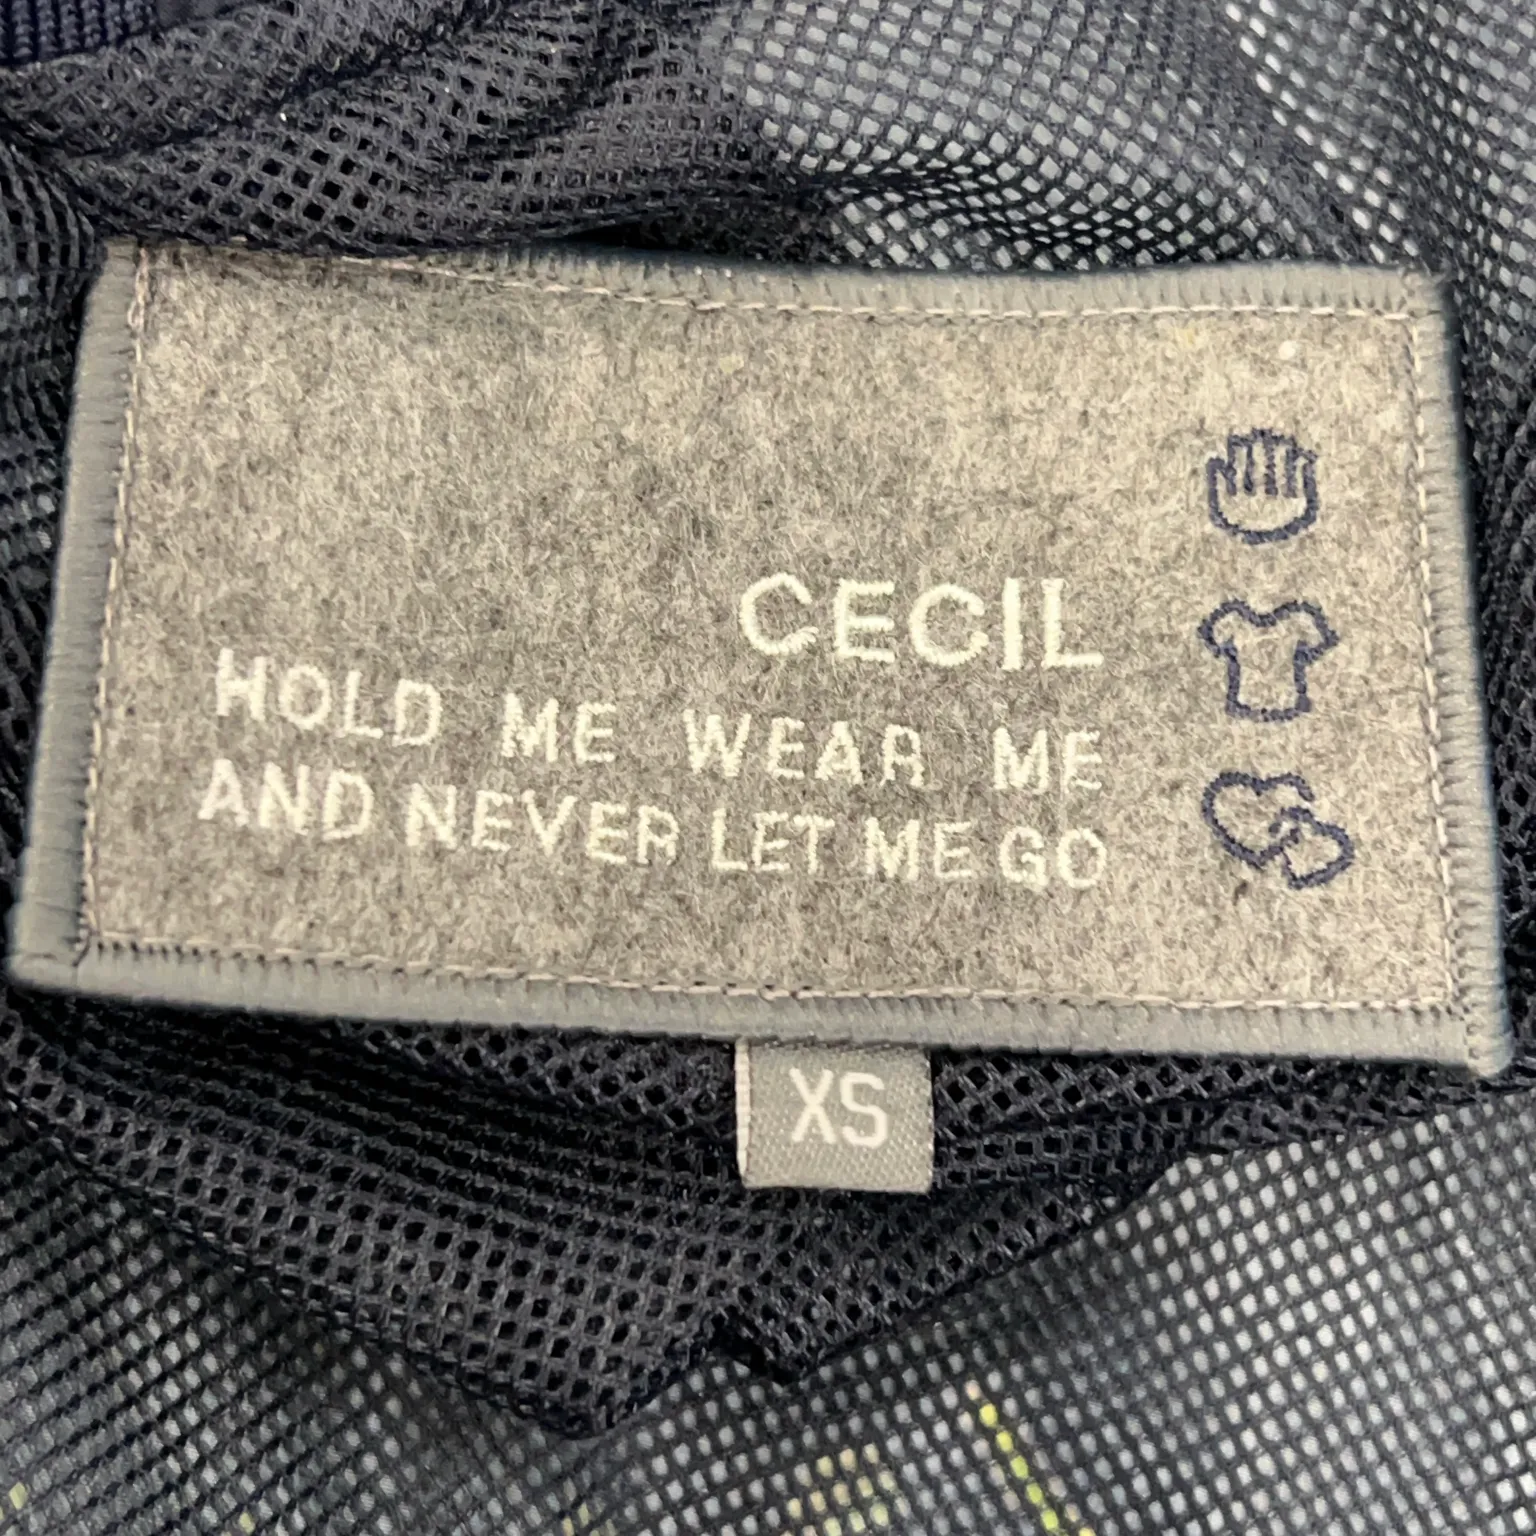 CECIL
HOLD ME WEAR ME
AND NEVER LET ME GO
XS